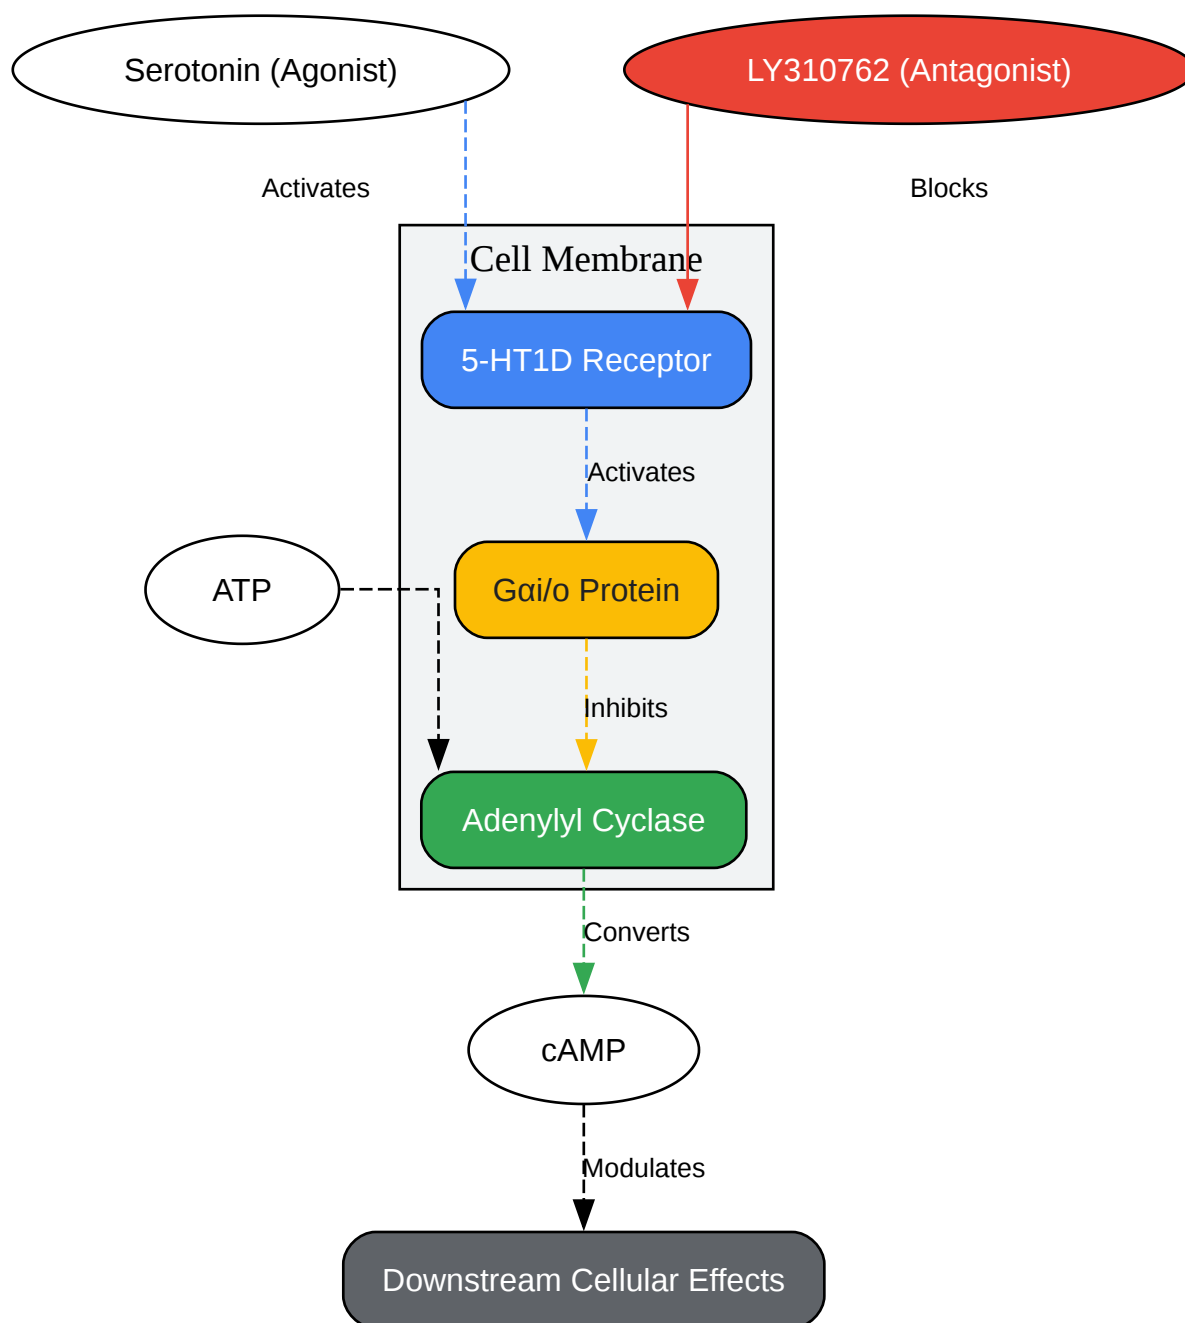 Serotonin (Agonist)
LY310762 (Antagonist)
Activates
Blocks
Cell Membrane
5-HT1D Receptor
Activates
ATP
Gαi/o Protein
Inhibits
Adenylyl Cyclase
Converts
cAMP
Modulates
Downstream Cellular Effects